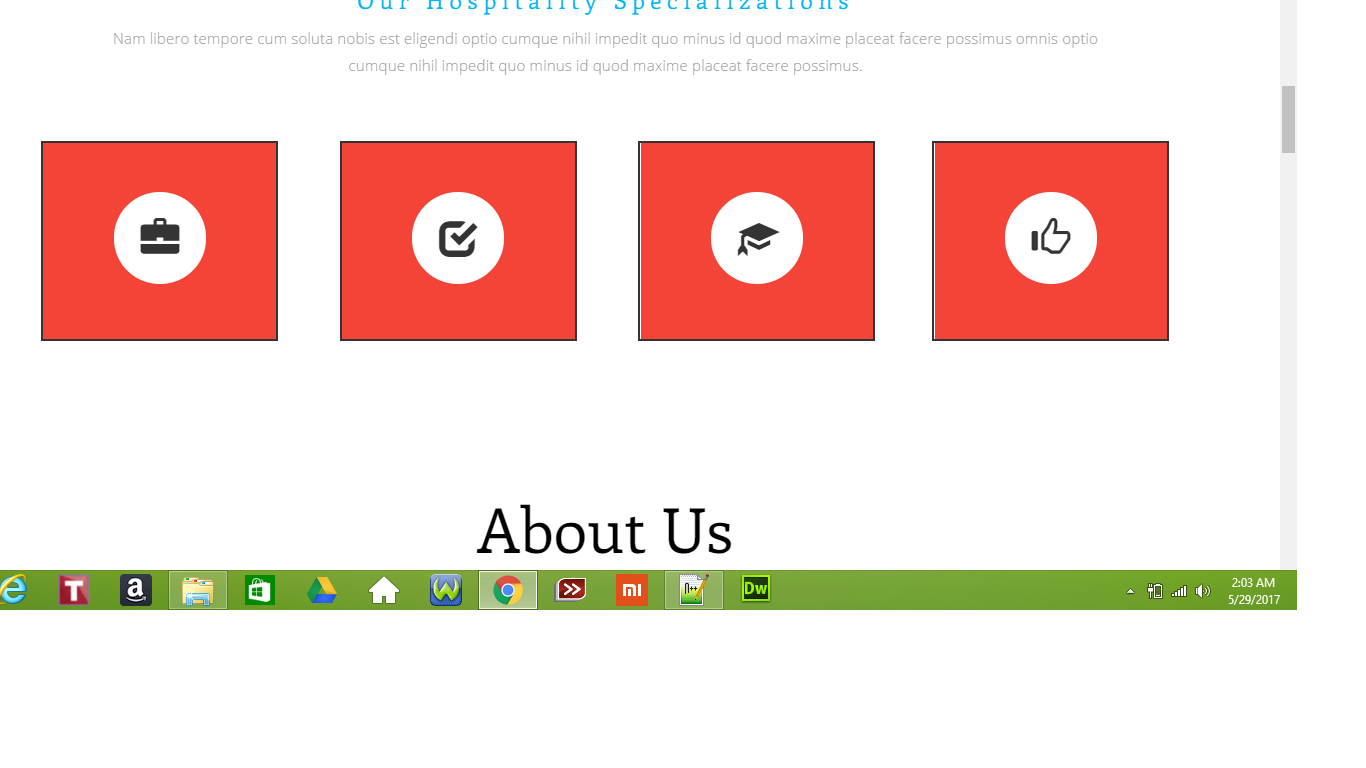 Our Hospitality Specializations
Nam libero tempore cum soluta nobis est eligendi optio cumque nihil impedit quo minus id quod maxime placeat facere possimus omnis optio
cumque nihil impedit quo minus id quod maxime placeat facere possimus.
About Us
T
a
mi
n++
Dw
2:03 AM
5/29/2017